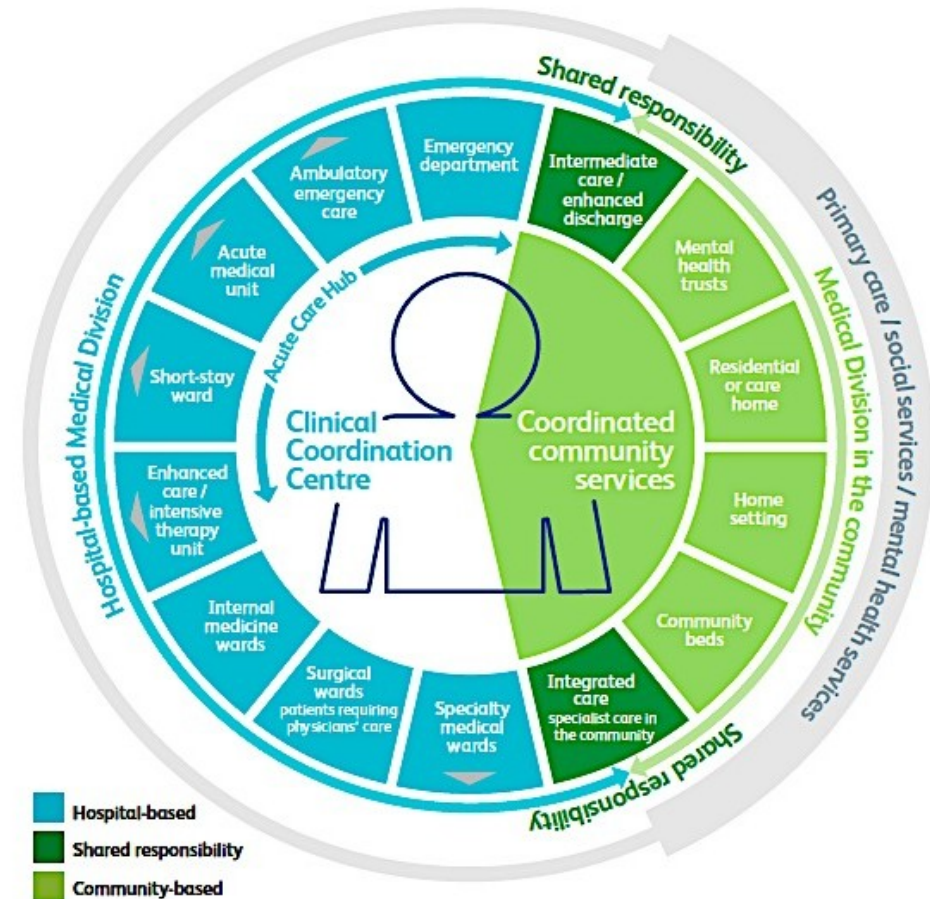 Shared responsibility
Emergency
department
Intermediate
care /
enhanced
discharge
Ambulatory
emergency
care
Mental
health
trusts
Acute
medical
unit
Acute Care Hub
Residential
or care
home
Short-stay
ward
Clinical
Coordination
Centre
Coordinated
community
services
Enhanced
care /
intensive
therapy
unit
Home
setting
Internal
medicine
wards
Community
beds
Surgical
wards
patients requiring
physicians' care
Specialty
medical
wards
Integrated
care
specialist care in
the community
Shared responsibility
Hospital-based Medical Division
Medical Division in the community
Primary care / social services / mental health services
Hospital-based
Shared responsibility
Community-based